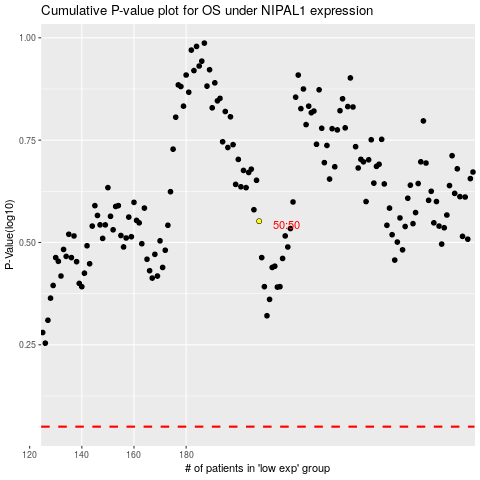 Cumulative P-value plot for OS under NIPAL1 expression
P-Value(log10)
1.00
0.75
0.50
0.25
50:50
120 140 160 180
# of patients in 'low exp' group